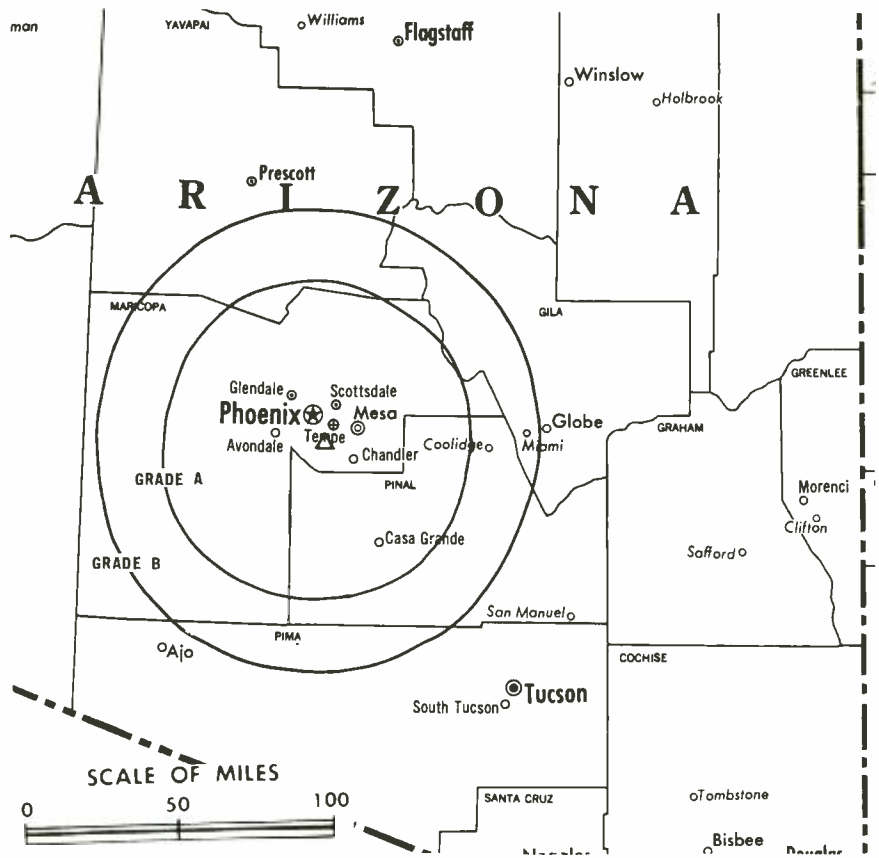 man
YAVAPAI
Williams
Flagstaff
Winslow
Holbrook
Prescott
A R I Z O N A
MARICOPA
GILA
GREENLEE
Glendale
Scottsdale
Phoenix
Mesa
Globe
Avondale
Tempe
Coolidge
Miami
GRAHAM
Chandler
GRADE A
PINAL
Morenci
Clifton
Casa Grande
Safford
GRADE B
San Manuel
PIMA
Ajo
COCHISE
Tucson
South Tucson
SCALE OF MILES
0 50 100
SANTA CRUZ
Tombstone
Bisbee